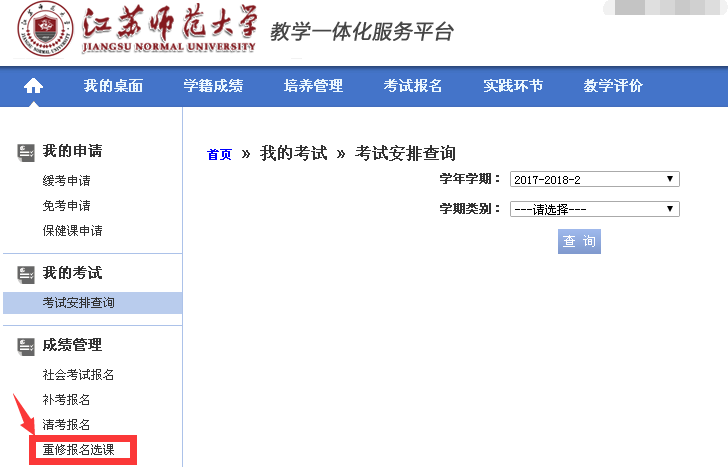 江苏师范大学
JIANGSU NORMAL UNIVERSITY
教学一体化服务平台
我的桌面 学籍成绩 培养管理 考试报名 实践环节 教学评价
我的申请
缓考申请
免考申请
保健课申请
我的考试
考试安排查询
成绩管理
社会考试报名
补考报名
清考报名
重修报名选课
首页 » 我的考试 » 考试安排查询
学年学期： 2017-2018-2
学期类别： ---请选择---
查 询